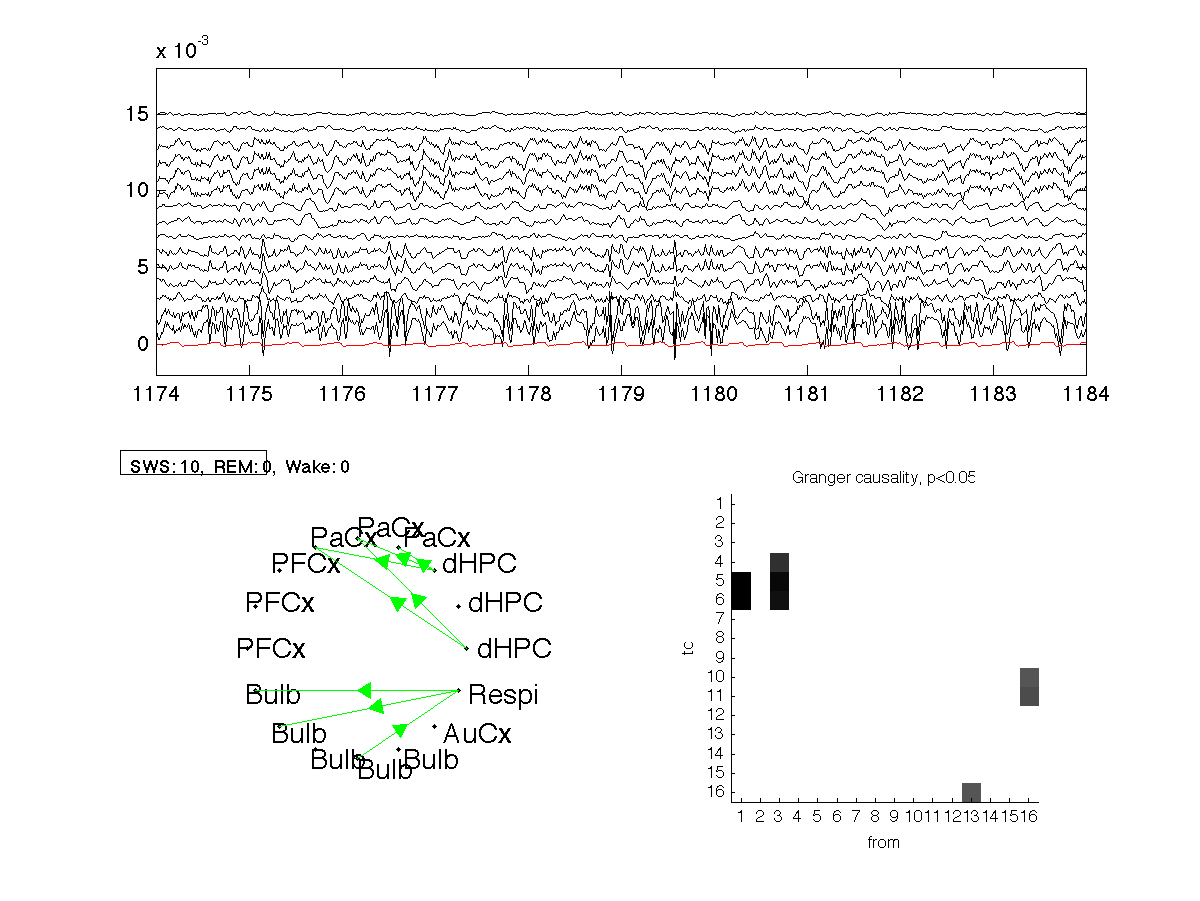 x 10-3
15
10
5
0
1174 1175 1176 1177 1178 1179 1180 1181 1182 1183 1184
SWS:10, REM:0, Wake:0
Granger causality, p<0.05
PaCx
PaCx PaCx
PFCx dHPC
PFCx dHPC
PFCx dHPC
Bulb Respi
Bulb AuCx
Bulb Bulb
Bulb
1
2
3
4
5
6
7
8
9
10
11
12
13
14
15
16
tc
1 2 3 4 5 6 7 8 9 10 11 12 13 14 15 16
from